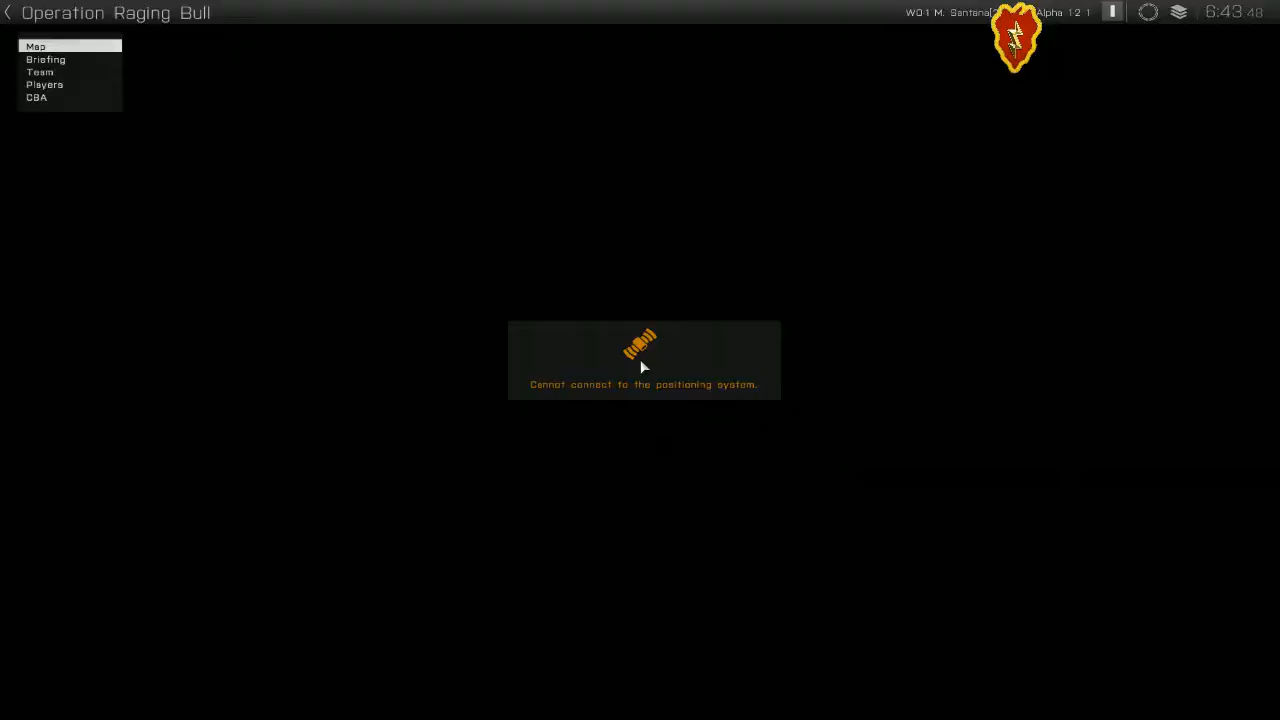 Operation Raging Bull
WO1 M. Santana[
Alpha 1-2 1
6:43:48
Map
Briefing
Team
Players
CBA
Cannot connect to the positioning system.